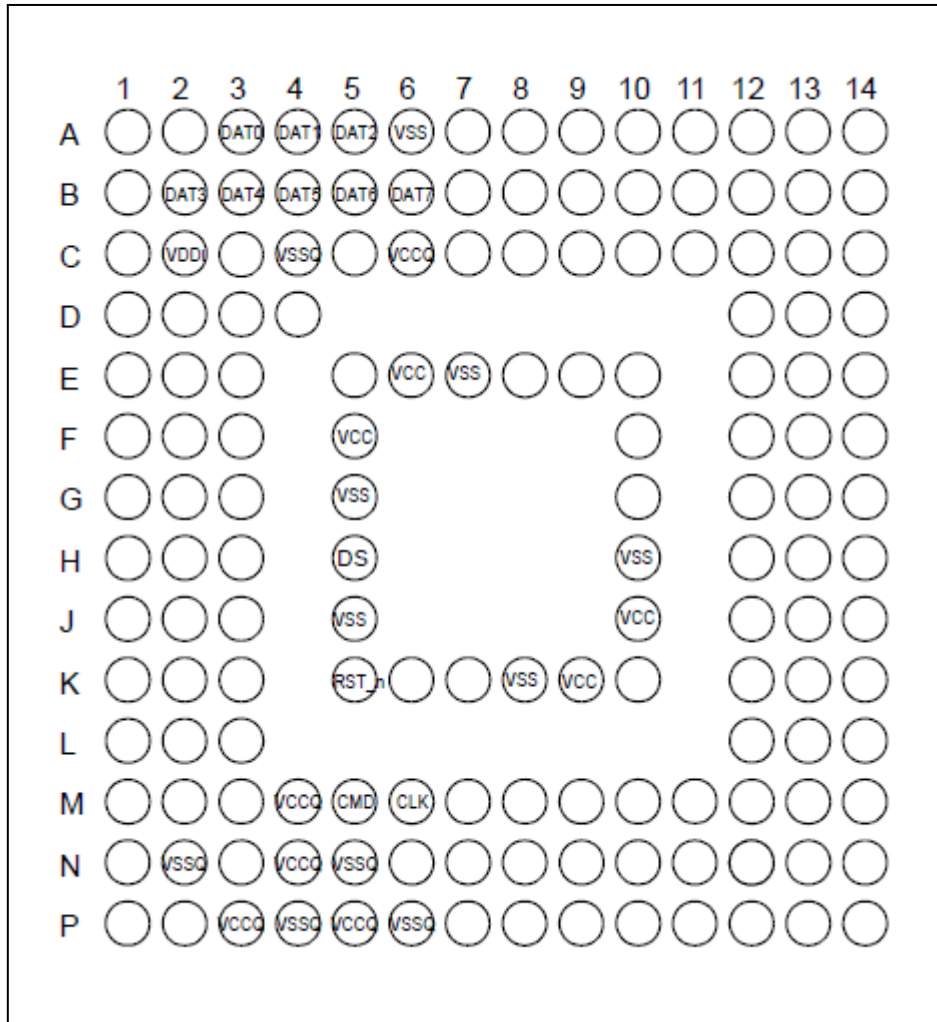 1 2 3 4 5 6 7 8 9 10 11 12 13 14
A DAT0 DAT1 DAT2 VSS
B DAT3 DAT4 DAT5 DAT6 DAT7
C VDDI VSSQ VCCQ
D
E VCC VSS
F VCC
G VSS
H DS VSS
J VSS VCC
K RST_n VSS VCC
L
M VCCQ CMD CLK
N VSSQ VCCQ VSSQ
P VCCQ VSSQ VCCQ VSSQ